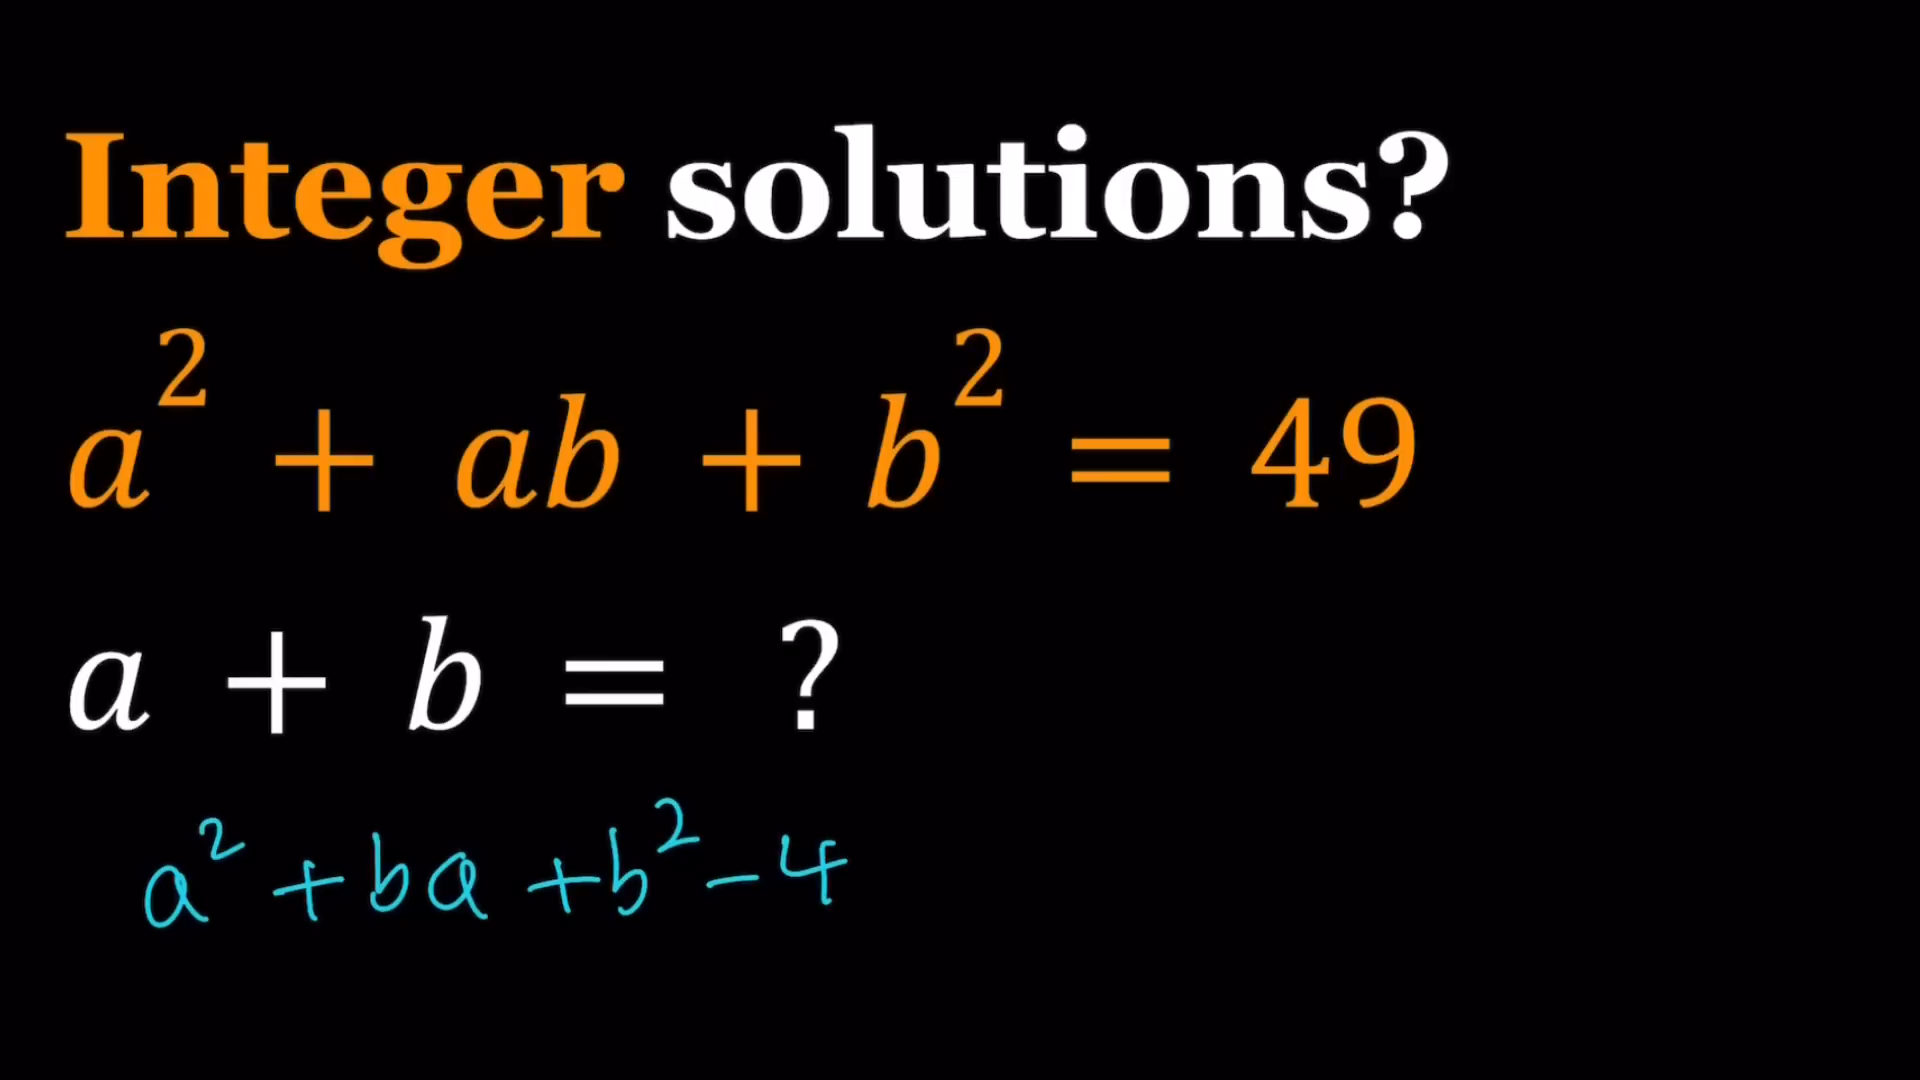 Integer solutions?
a² + ab + b² = 49
a + b = ?
a² + ba + b² - 4